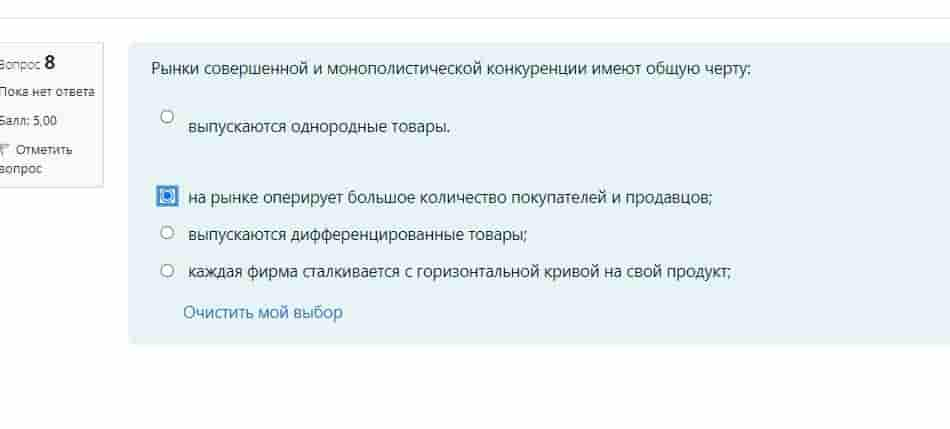 Вопрос 8
Пока нет ответа
Балл: 5,00
Отметить
вопрос
Рынки совершенной и монополистической конкуренции имеют общую черту:
выпускаются однородные товары.
на рынке оперирует большое количество покупателей и продавцов;
выпускаются дифференцированные товары;
каждая фирма сталкивается с горизонтальной кривой на свой продукт;
Очистить мой выбор